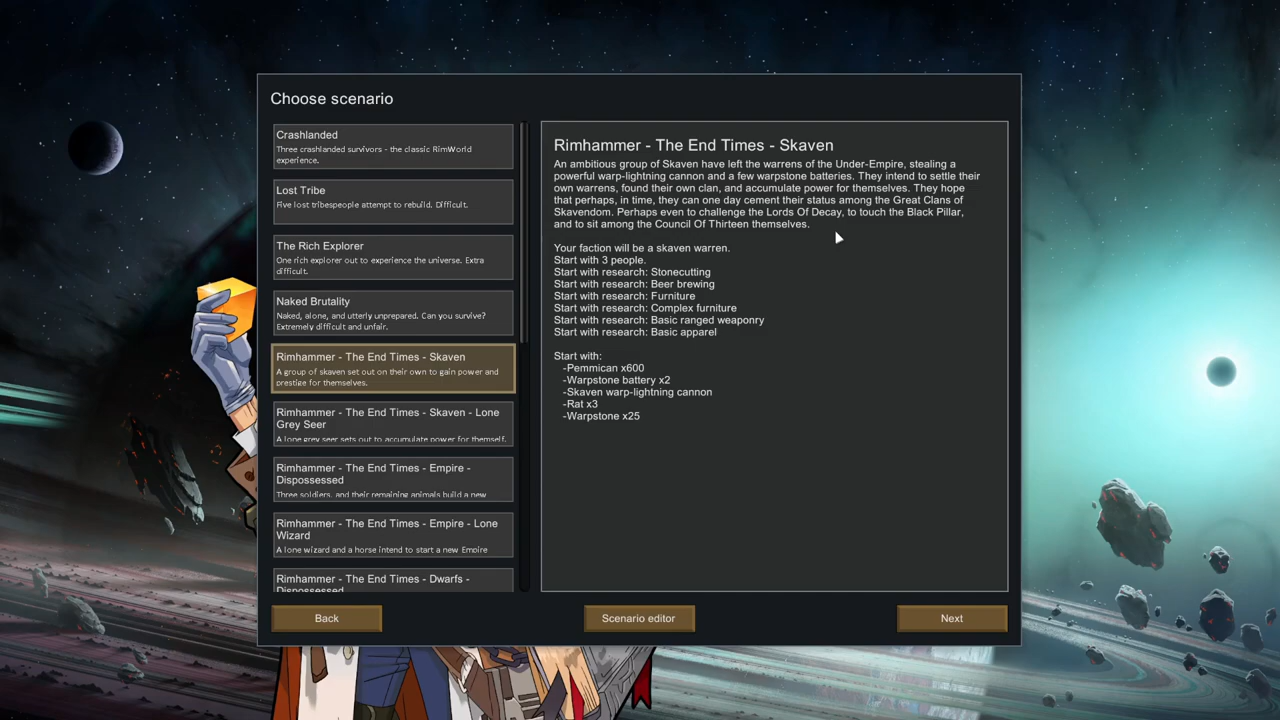 Choose scenario
Crashlanded
Three crashlanded survivors - the classic RimWorld
experience.
Lost Tribe
Five lost tribespeople attempt to rebuild. Difficult.
The Rich Explorer
One rich explorer out to experience the universe. Extra
difficult.
Naked Brutality
Naked, alone, and utterly unprepared. Can you survive?
Extremely difficult and unfair.
Rimhammer - The End Times - Skaven
A group of skaven set out on their own to gain power and
prestige for themselves.
Rimhammer - The End Times - Skaven - Lone
Grey Seer
A lone grey seer sets out to accumulate power for themself.
Rimhammer - The End Times - Empire -
Dispossessed
Three soldiers, and their remaining animals build a new
Rimhammer - The End Times - Empire - Lone
Wizard
A lone wizard and a horse intend to start a new Empire
Rimhammer - The End Times - Dwarfs -
Dispossessed
Rimhammer - The End Times - Skaven
An ambitious group of Skaven have left the warrens of the Under-Empire, stealing a
powerful warp-lightning cannon and a few warpstone batteries. They intend to settle their
own warrens, found their own clan, and accumulate power for themselves. They hope
that perhaps, in time, they can one day cement their status among the Great Clans of
Skavendom. Perhaps even to challenge the Lords Of Decay, to touch the Black Pillar,
and to sit among the Council Of Thirteen themselves.
Your faction will be a skaven warren.
Start with 3 people.
Start with research: Stonecutting
Start with research: Beer brewing
Start with research: Furniture
Start with research: Complex furniture
Start with research: Basic ranged weaponry
Start with research: Basic apparel
Start with:
-Pemmican x600
-Warpstone battery x2
-Skaven warp-lightning cannon
-Rat x3
-Warpstone x25
Back
Scenario editor
Next